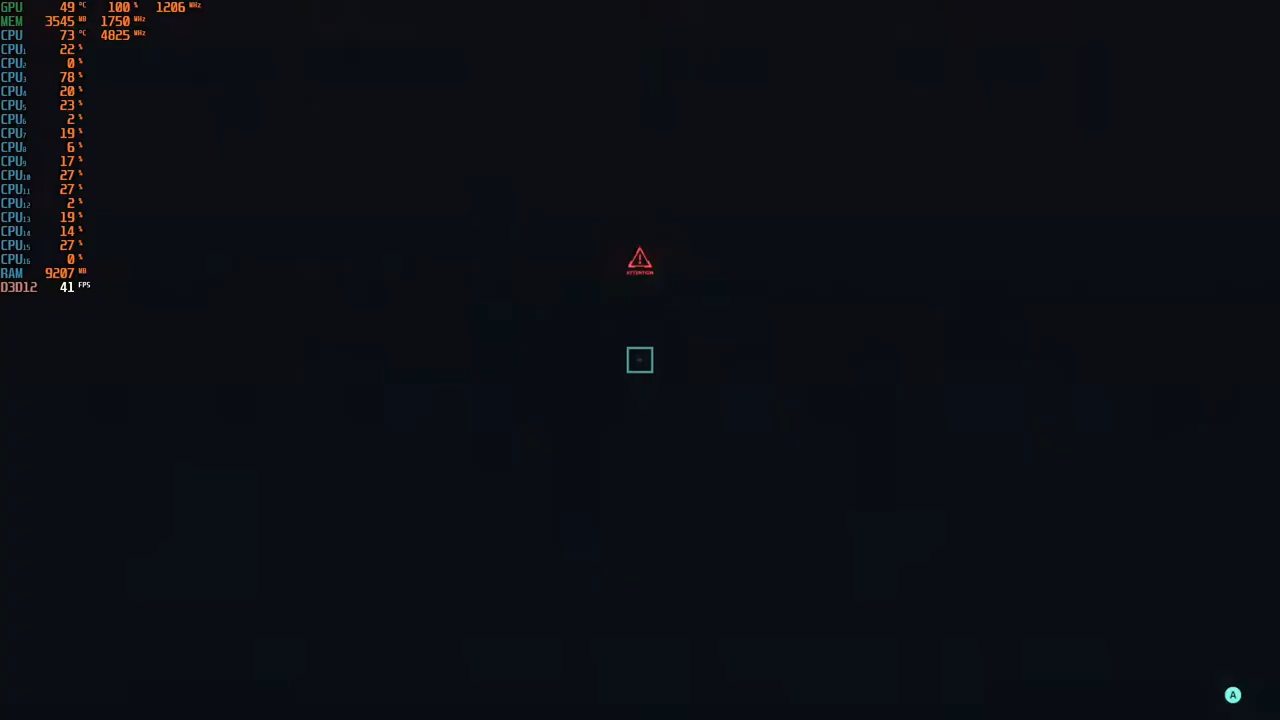 GPU 49 °C 100 % 1206 MHz
MEM 3545 MB 1750 MHz
CPU 73 °C 4825 MHz
CPU1 22 %
CPU2 0 %
CPU3 78 %
CPU4 20 %
CPU5 23 %
CPU6 2 %
CPU7 19 %
CPU8 6 %
CPU9 17 %
CPU10 27 %
CPU11 27 %
CPU12 2 %
CPU13 19 %
CPU14 14 %
CPU15 27 %
CPU16 0 %
RAM 9207 MB
D3D12 41 FPS
ATTENTION
A